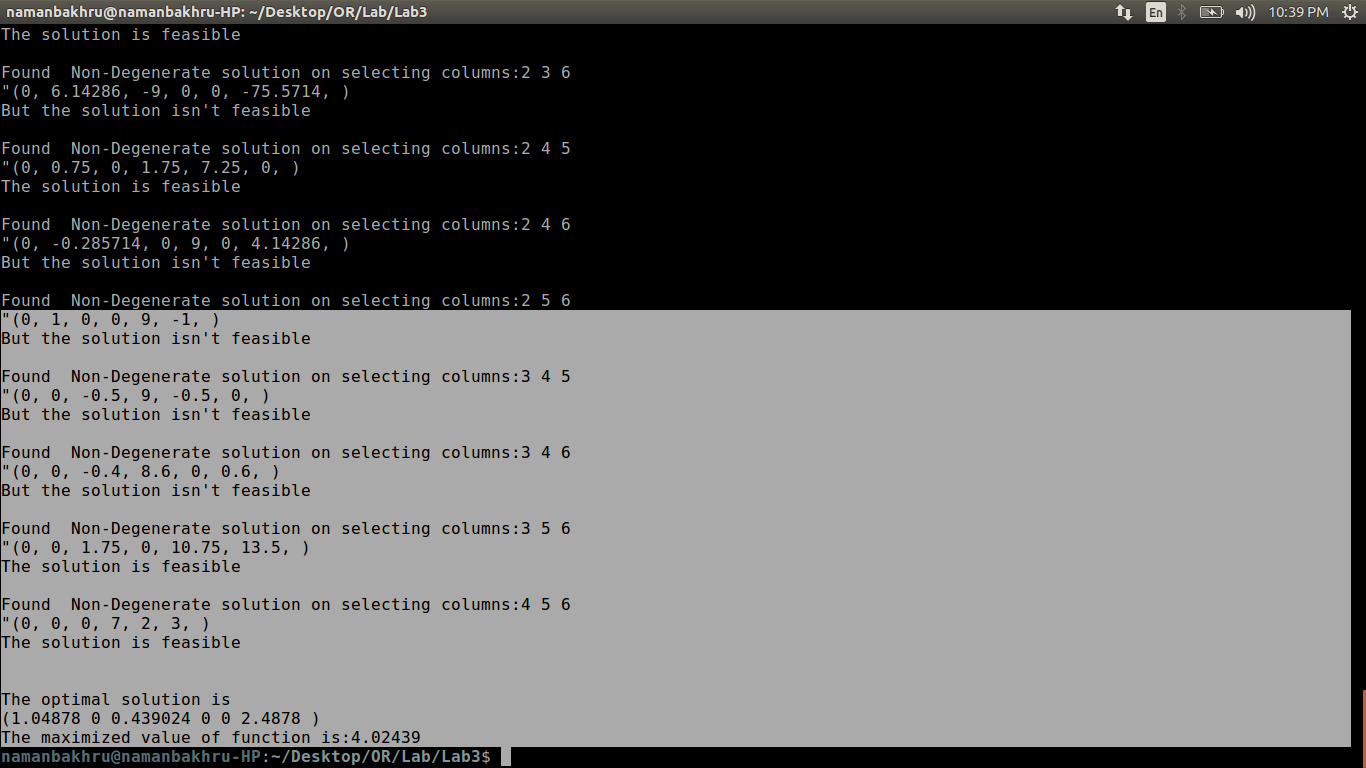 namanbakhru@namanbakhru-HP: ~/Desktop/OR/Lab/Lab3
En
10:39 PM
The solution is feasible
Found  Non-Degenerate solution on selecting columns:2 3 6
"(0, 6.14286, -9, 0, 0, -75.5714, )
But the solution isn't feasible
Found  Non-Degenerate solution on selecting columns:2 4 5
"(0, 0.75, 0, 1.75, 7.25, 0, )
The solution is feasible
Found  Non-Degenerate solution on selecting columns:2 4 6
"(0, -0.285714, 0, 9, 0, 4.14286, )
But the solution isn't feasible
Found  Non-Degenerate solution on selecting columns:2 5 6
"(0, 1, 0, 0, 9, -1, )
But the solution isn't feasible
Found  Non-Degenerate solution on selecting columns:3 4 5
"(0, 0, -0.5, 9, -0.5, 0, )
But the solution isn't feasible
Found  Non-Degenerate solution on selecting columns:3 4 6
"(0, 0, -0.4, 8.6, 0, 0.6, )
But the solution isn't feasible
Found  Non-Degenerate solution on selecting columns:3 5 6
"(0, 0, 1.75, 0, 10.75, 13.5, )
The solution is feasible
Found  Non-Degenerate solution on selecting columns:4 5 6
"(0, 0, 0, 7, 2, 3, )
The solution is feasible
The optimal solution is
(1.04878 0 0.439024 0 0 2.4878 )
The maximized value of function is:4.02439
namanbakhru@namanbakhru-HP:~/Desktop/OR/Lab/Lab3$